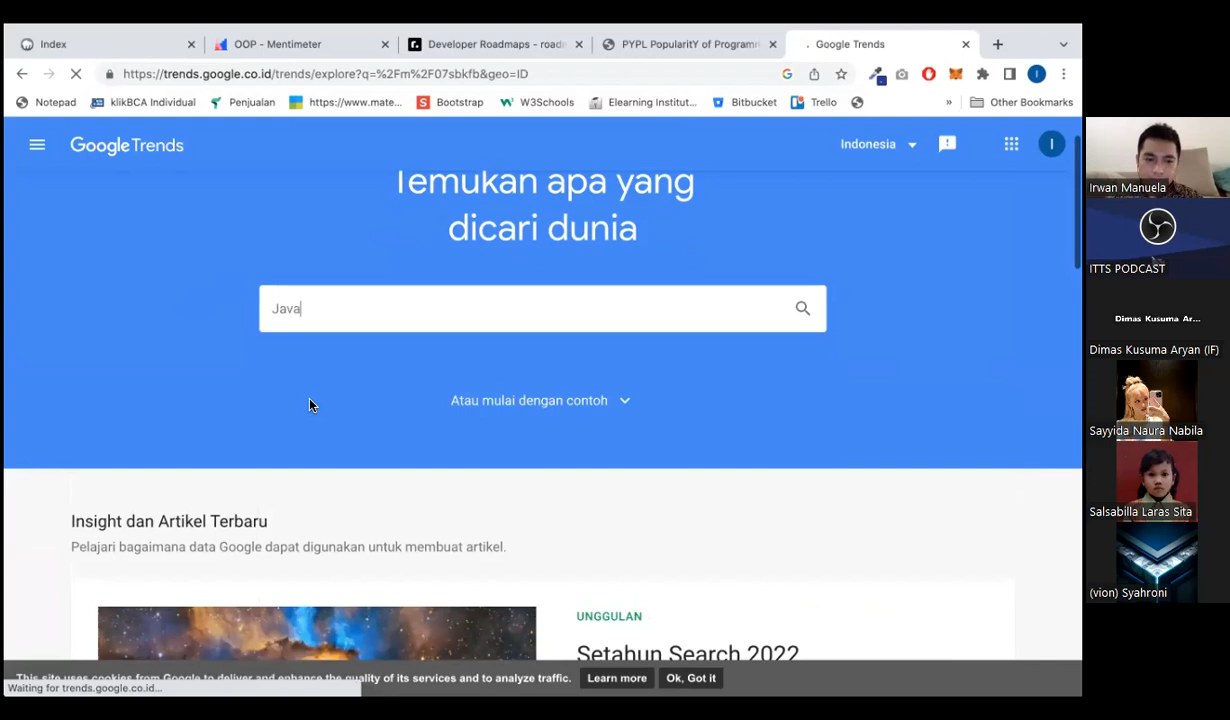 Index
OOP - Mentimeter
Developer Roadmaps - roadn
PYPL PopularitY of Programn
Google Trends
https://trends.google.co.id/trends/explore?q=%2Fm%2F07sbkfb&geo=ID
Notepad
klikBCA Individual
Penjualan
https://www.mate...
Bootstrap
W3Schools
Elearning Institut...
Bitbucket
Trello
»
Other Bookmarks
Google Trends
Indonesia
I
Temukan apa yang
dicari dunia
Java
Atau mulai dengan contoh
Insight dan Artikel Terbaru
Pelajari bagaimana data Google dapat digunakan untuk membuat artikel.
UNGGULAN
Setahun Search 2022
This site uses cookies from Google to deliver and enhance the quality of its services and to analyze traffic.
Learn more
Ok, Got it
Waiting for trends.google.co.id...
Irwan Manuela
ITTS PODCAST
Dimas Kusuma Ar...
Dimas Kusuma Aryan (IF)
Sayyida Naura Nabila
Salsabilla Laras Sita
(vion) Syahroni